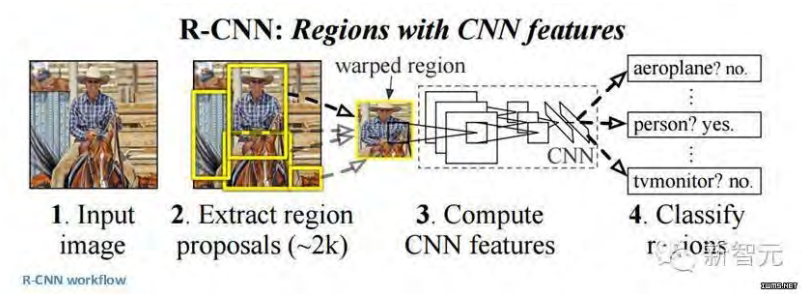 R-CNN: Regions with CNN features
warped region
aeroplane? no.
person? yes.
CNN
tvmonitor? no.
1. Input
image
2. Extract region
proposals (~2k)
3. Compute
CNN features
4. Classify
新智元
R-CNN workflow